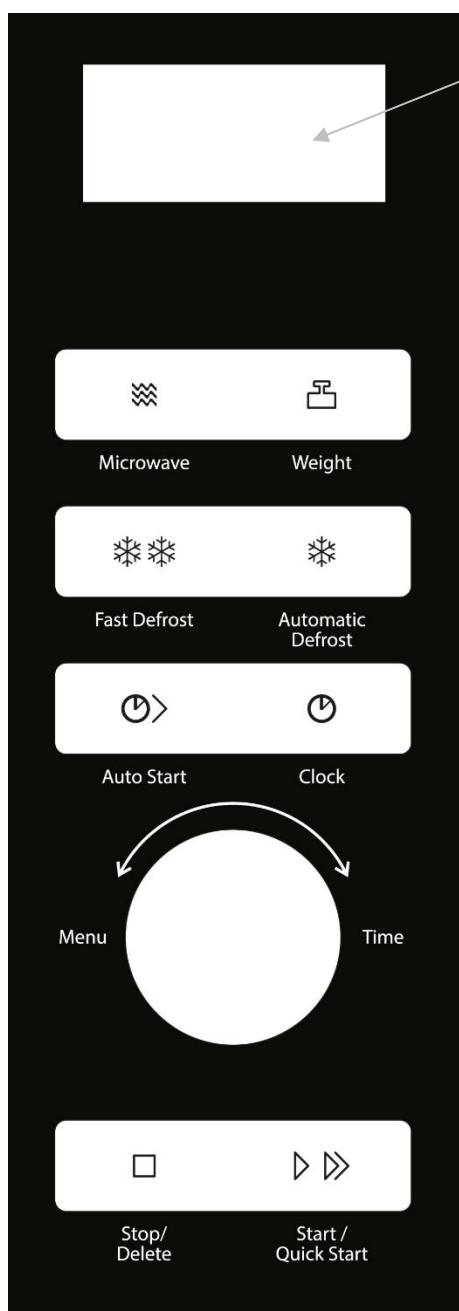 Microwave Weight
Fast Defrost Automatic
Defrost
Auto Start Clock
Menu Time
Stop/ Start /
Delete Quick Start